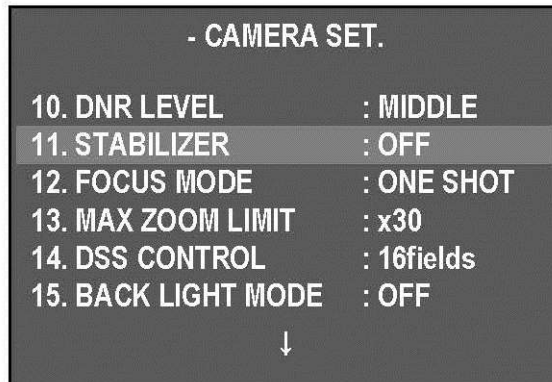 - CAMERA SET.
10. DNR LEVEL : MIDDLE
11. STABILIZER : OFF
12. FOCUS MODE : ONE SHOT
13. MAX ZOOM LIMIT : x30
14. DSS CONTROL : 16fields
15. BACK LIGHT MODE : OFF
↓